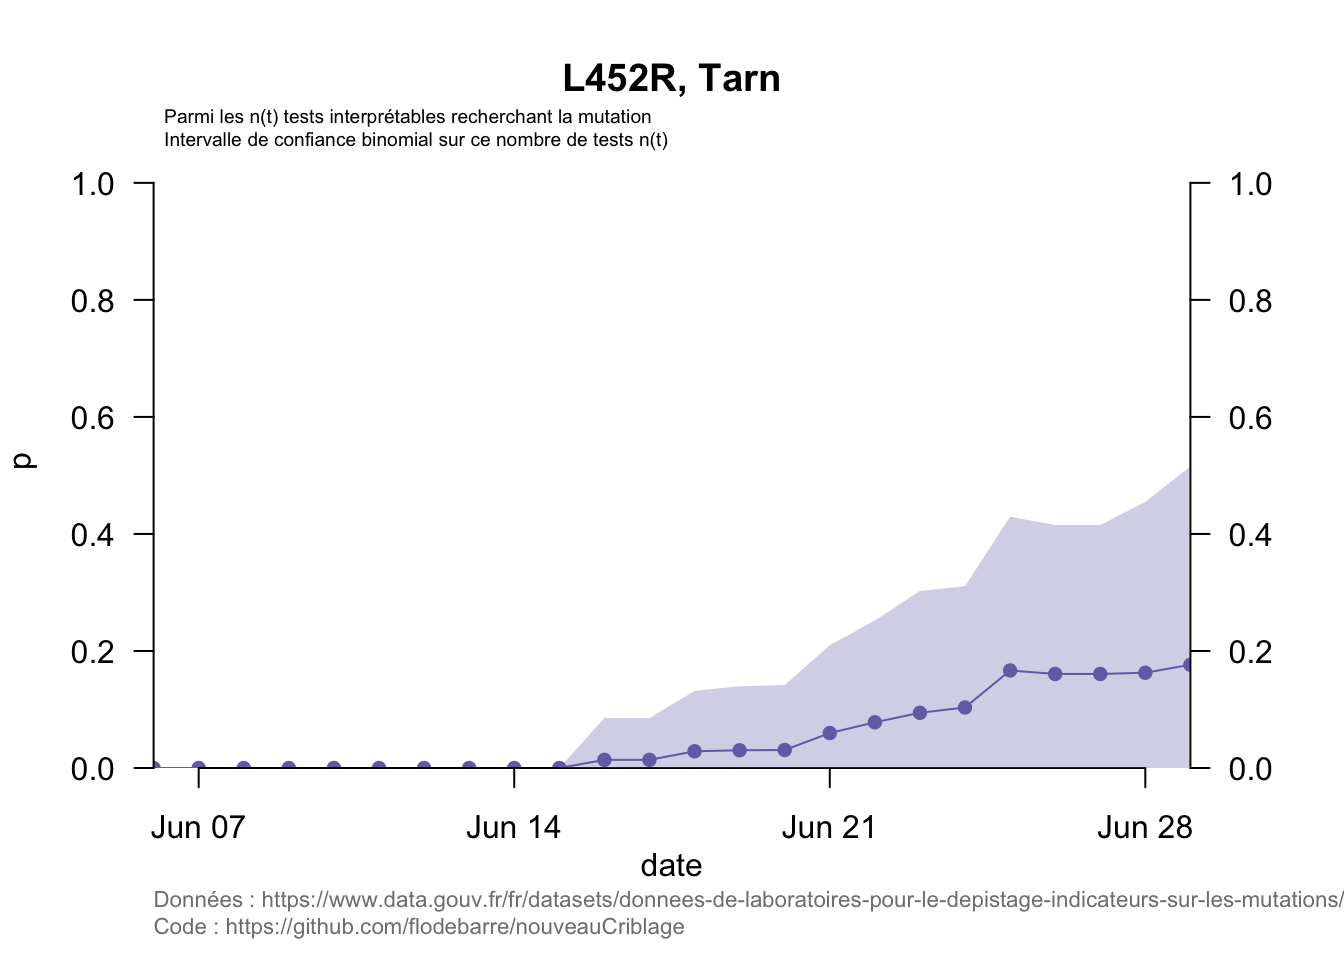 L452R, Tarn
Parmi les n(t) tests interprétables recherchant la mutation
Intervalle de confiance binomial sur ce nombre de tests n(t)
1.0 1.0
0.8 0.8
0.6 0.6
p
0.4 0.4
0.2 0.2
0.0 0.0
Jun 07 Jun 14 Jun 21 Jun 28
date
Données : https://www.data.gouv.fr/fr/datasets/donnees-de-laboratoires-pour-le-depistage-indicateurs-sur-les-mutations/
Code : https://github.com/flodebarre/nouveauCriblage